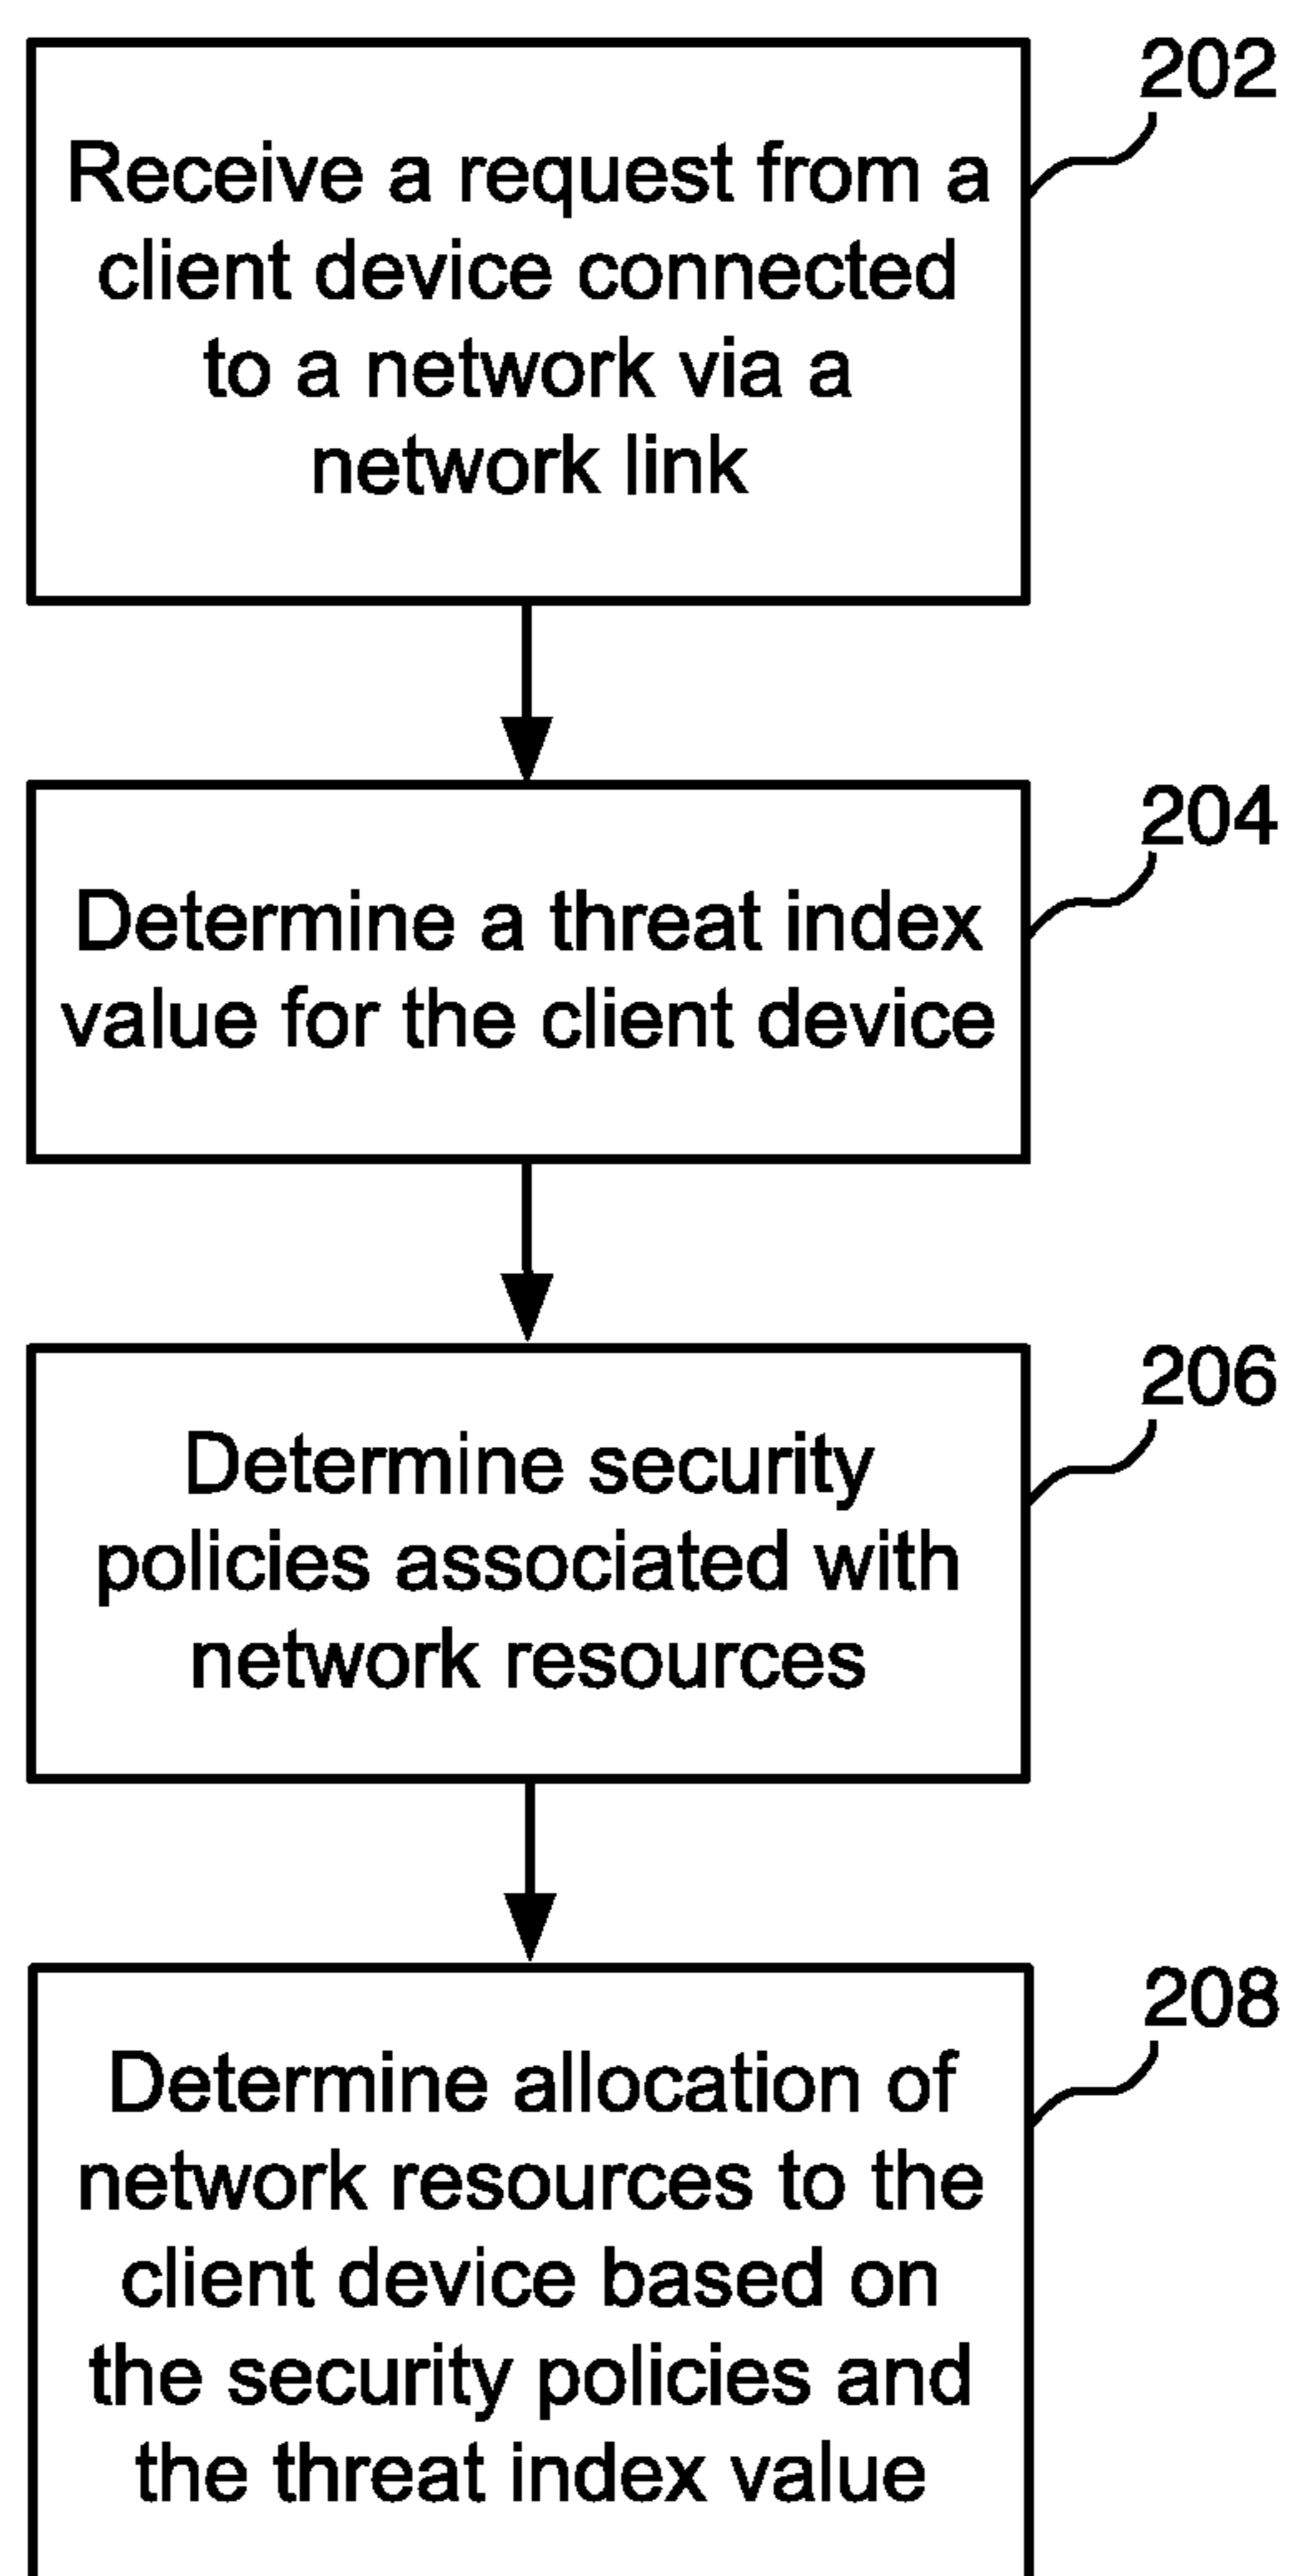 202
Receive a request from a
client device connected
to a network via a
network link
204
Determine a threat index
value for the client device
206
Determine security
policies associated with
network resources
208
Determine allocation of
network resources to the
client device based on
the security policies and
the threat index value